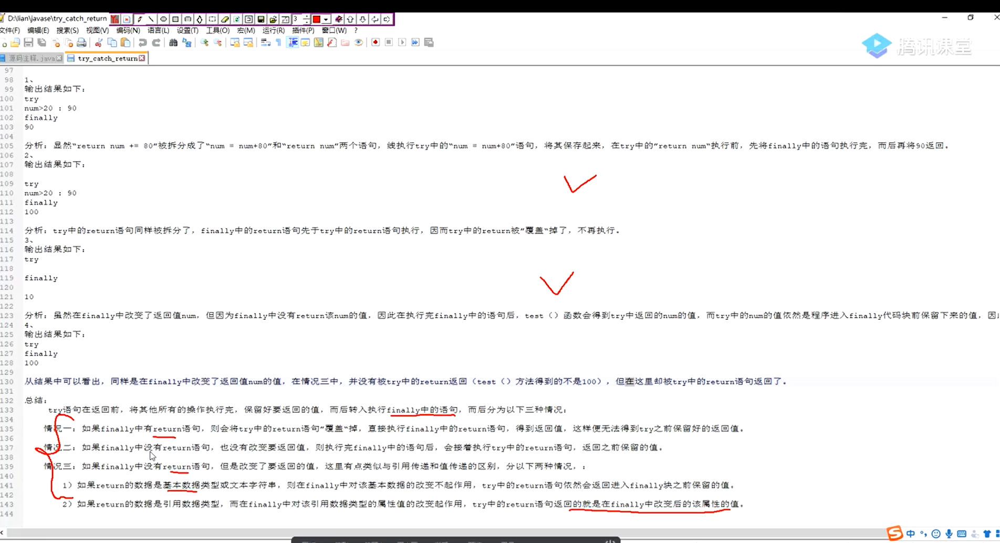 D:\lian\javase\try_catch_return
3
文件(F) 编辑(E) 搜索(S) 视图(V) 编码(N) 语言(L) 设置(T) 工具(O) 宏(M) 运行(R) 插件(P) 窗口(W) ?
腾讯课堂
源码注释.java try_catch_return
97
98 1、
99 输出结果如下：
100 try
101 num>20 : 90
102 finally
103 90
104
105 分析：显然“return num += 80”被拆分成了“num = num+80”和“return num”两个语句，线执行try中的“num = num+80”语句，将其保存起来，在try中的”return num“执行前，先将finally中的语句执行完，而后再将90返回。
106 2、
107 输出结果如下：
108
109 try
110 num>20 : 90
111 finally
112 100
113
114 分析：try中的return语句同样被拆分了，finally中的return语句先于try中的return语句执行，因而try中的return被”覆盖“掉了，不再执行。
115 3、
116 输出结果如下：
117 try
118
119 finally
120
121 10
122
123 分析：虽然在finally中改变了返回值num，但因为finally中没有return该num的值，因此在执行完finally中的语句后，test（）函数会得到try中返回的num的值，而try中的num的值依然是程序进入finally代码块前保留下来的值，因
124 4、
125 输出结果如下：
126 try
127 finally
128 100
129
130 从结果中可以看出，同样是在finally中改变了返回值num的值，在情况三中，并没有被try中的return返回（test（）方法得到的不是100），但在这里却被try中的return语句返回了。
131
132 总结：
133 try语句在返回前，将其他所有的操作执行完，保留好要返回的值，而后转入执行finally中的语句，而后分为以下三种情况：
134
135 情况一：如果finally中有return语句，则会将try中的return语句”覆盖“掉，直接执行finally中的return语句，得到返回值，这样便无法得到try之前保留好的返回值。
136
137 情况二：如果finally中没有return语句，也没有改变要返回值，则执行完finally中的语句后，会接着执行try中的return语句，返回之前保留的值。
138
139 情况三：如果finally中没有return语句，但是改变了要返回的值，这里有点类似与引用传递和值传递的区别，分以下两种情况，：
140
141 1）如果return的数据是基本数据类型或文本字符串，则在finally中对该基本数据的改变不起作用，try中的return语句依然会返回进入finally块之前保留的值。
142
143 2）如果return的数据是引用数据类型，而在finally中对该引用数据类型的属性值的改变起作用，try中的return语句返回的就是在finally中改变后的该属性的值。
144
中